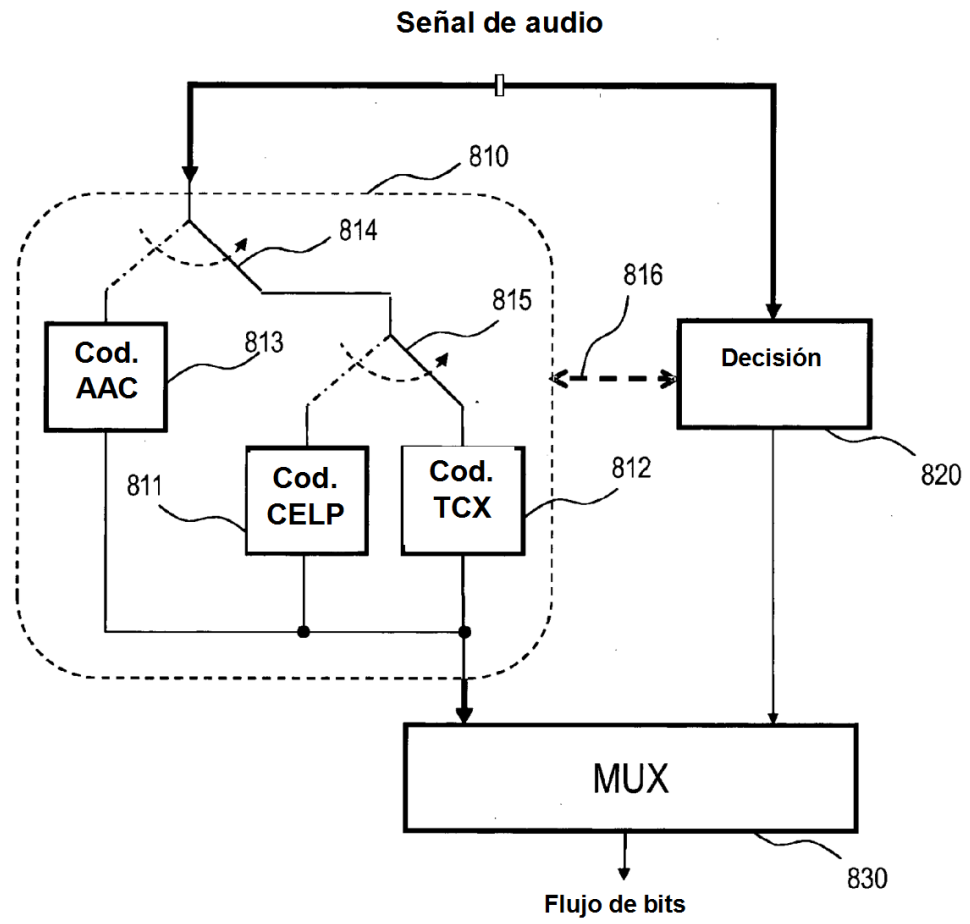 Señal de audio
810
814
816
815
Cod.
AAC
813
Decisión
820
811
Cod.
CELP
Cod.
TCX
812
MUX
830
Flujo de bits